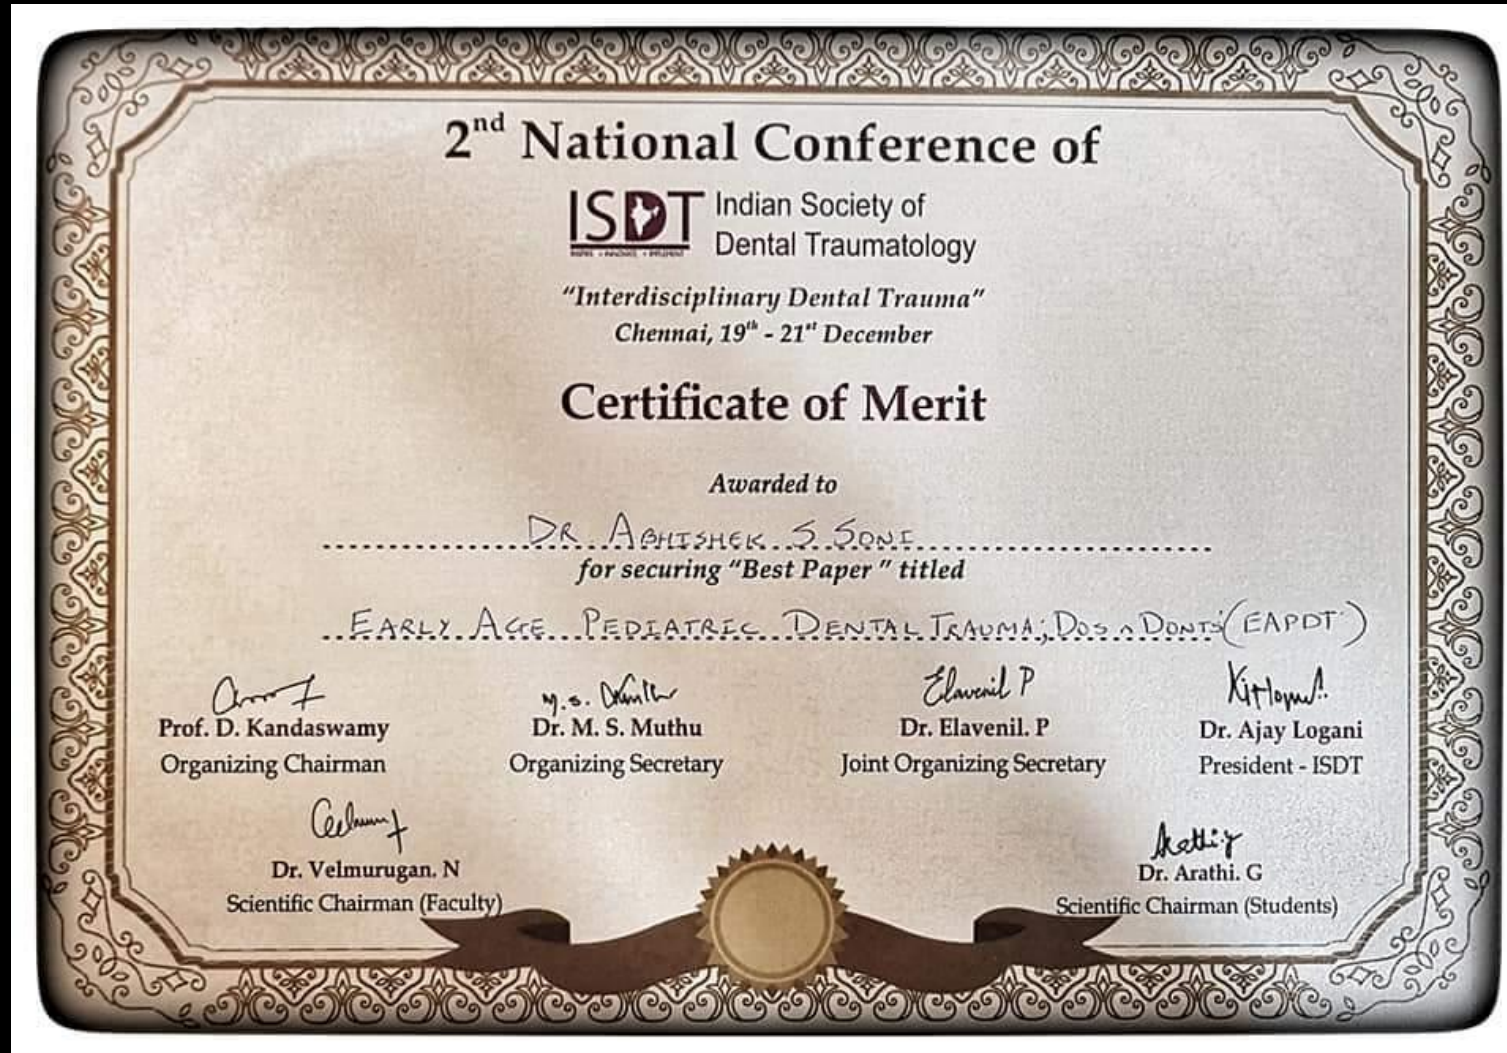 2nd National Conference of
ISDT Indian Society of
Dental Traumatology
"Interdisciplinary Dental Trauma"
Chennai, 19th - 21st December
Certificate of Merit
Awarded to
DR. ABHISHEK S SONI
for securing "Best Paper" titled
EARLY AGE PEDIATRIC DENTAL TRAUMA; DOS n DONTS (EAPDT)
M.S. Elavenil P
Prof. D. Kandaswamy Dr. M. S. Muthu Dr. Elavenil. P Dr. Ajay Logani
Organizing Chairman Organizing Secretary Joint Organizing Secretary President - ISDT
Arathi
Dr. Velmurugan. N Dr. Arathi. G
Scientific Chairman (Faculty) Scientific Chairman (Students)